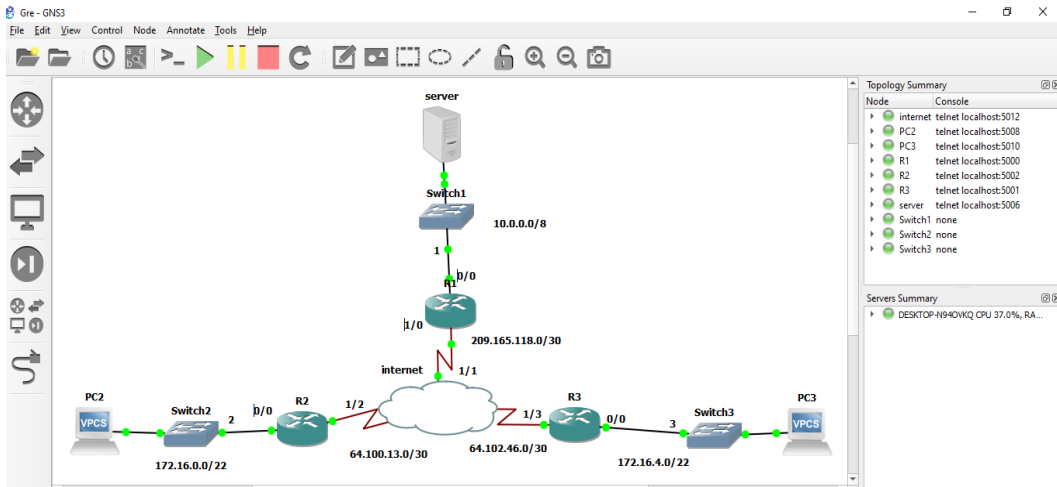 Gre - GNS3
File Edit View Control Node Annotate Tools Help
server
Switch1
10.0.0.0/8
1
0/0
R1
1/0
209.165.118.0/30
internet
1/1
PC2
VPCS
Switch2
2
0/0
R2
1/2
1/3
R3
0/0
3
Switch3
PC3
VPCS
64.100.13.0/30
64.102.46.0/30
172.16.0.0/22
172.16.4.0/22
Topology Summary
Node Console
internet telnet localhost:5012
PC2 telnet localhost:5008
PC3 telnet localhost:5010
R1 telnet localhost:5000
R2 telnet localhost:5002
R3 telnet localhost:5001
server telnet localhost:5006
Switch1 none
Switch2 none
Switch3 none
Servers Summary
DESKTOP-N94OVKQ CPU 37.0%, RA...